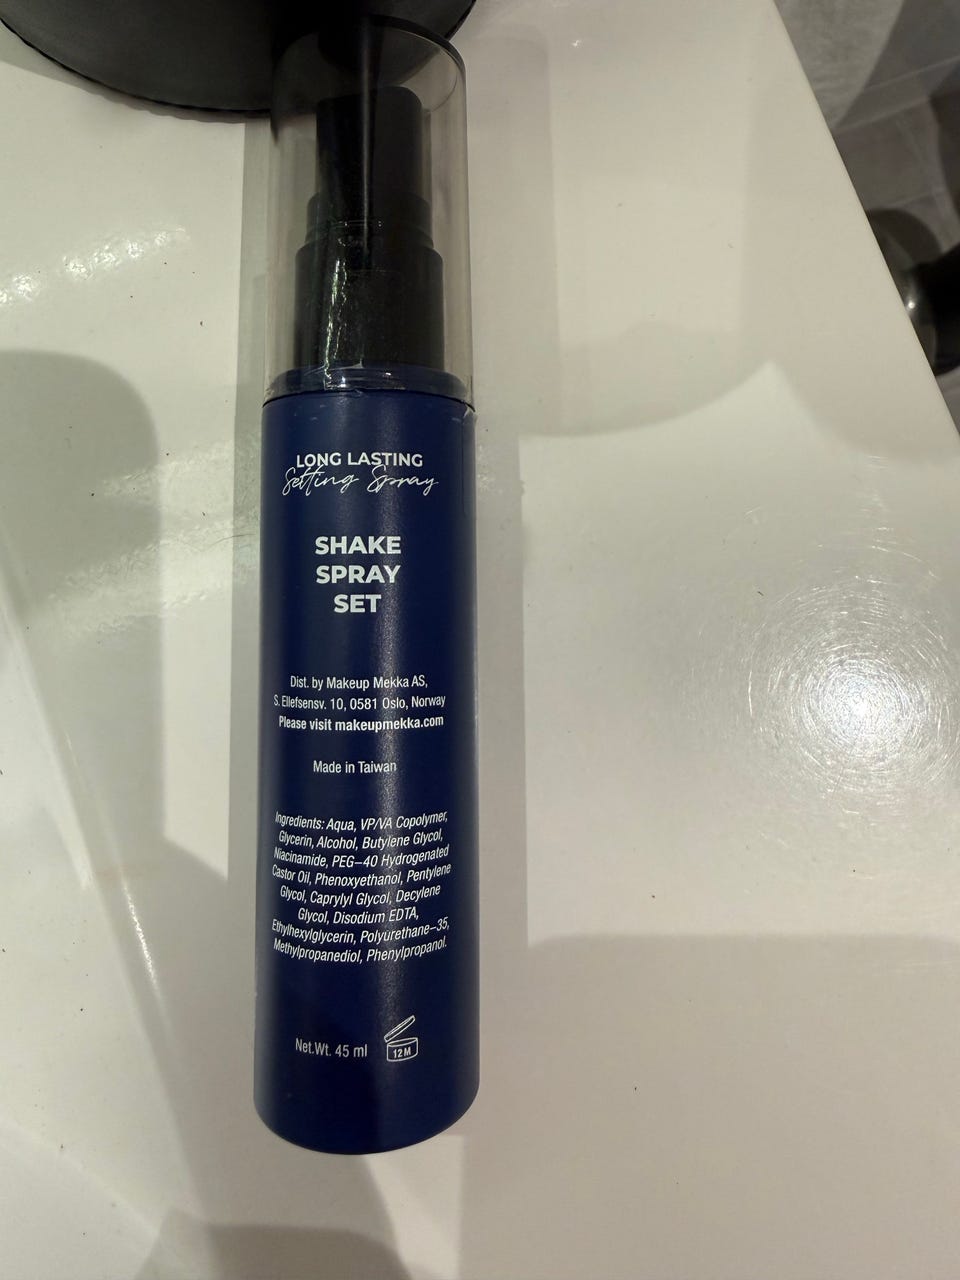 LONG LASTING
Setting Spray
SHAKE
SPRAY
SET
Dist. by Makeup Mekka AS,
S. Ellefsensv. 10, 0581 Oslo, Norway
Please visit makeupmekka.com
Made in Taiwan
Ingredients: Aqua, VP/VA Copolymer,
Glycerin, Alcohol, Butylene Glycol,
Niacinamide, PEG-40 Hydrogenated
Castor Oil, Phenoxyethanol, Pentylene
Glycol, Caprylyl Glycol, Decylene
Glycol, Disodium EDTA,
Ethylhexylglycerin, Polyurethane-35,
Methylpropanediol, Phenylpropanol.
Net.Wt. 45 ml
12M